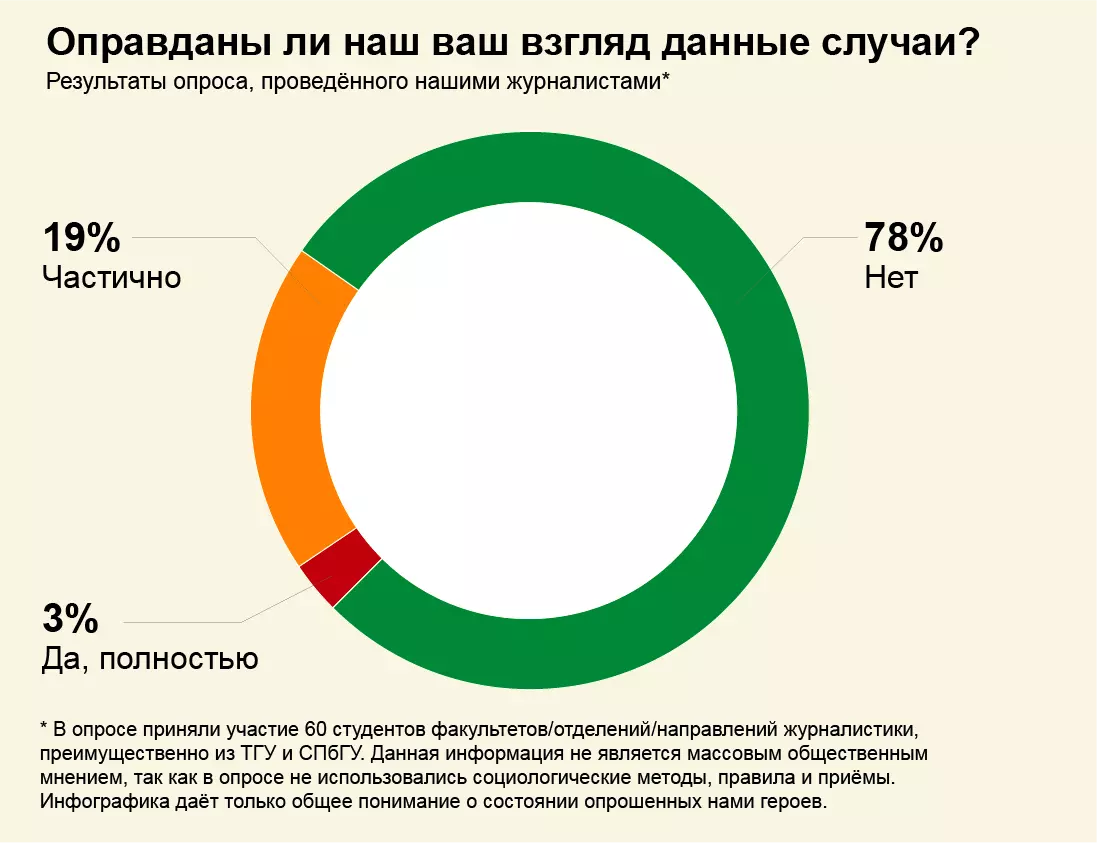 Оправданы ли наш ваш взгляд данные случаи?
Результаты опроса, проведённого нашими журналистами*
19%
Частично
78%
Нет
3%
Да, полностью
* В опросе приняли участие 60 студентов факультетов/отделений/направлений журналистики,
преимущественно из ТГУ и СПбГУ. Данная информация не является массовым общественным
мнением, так как в опросе не использовались социологические методы, правила и приёмы.
Инфографика даёт только общее понимание о состоянии опрошенных нами героев.